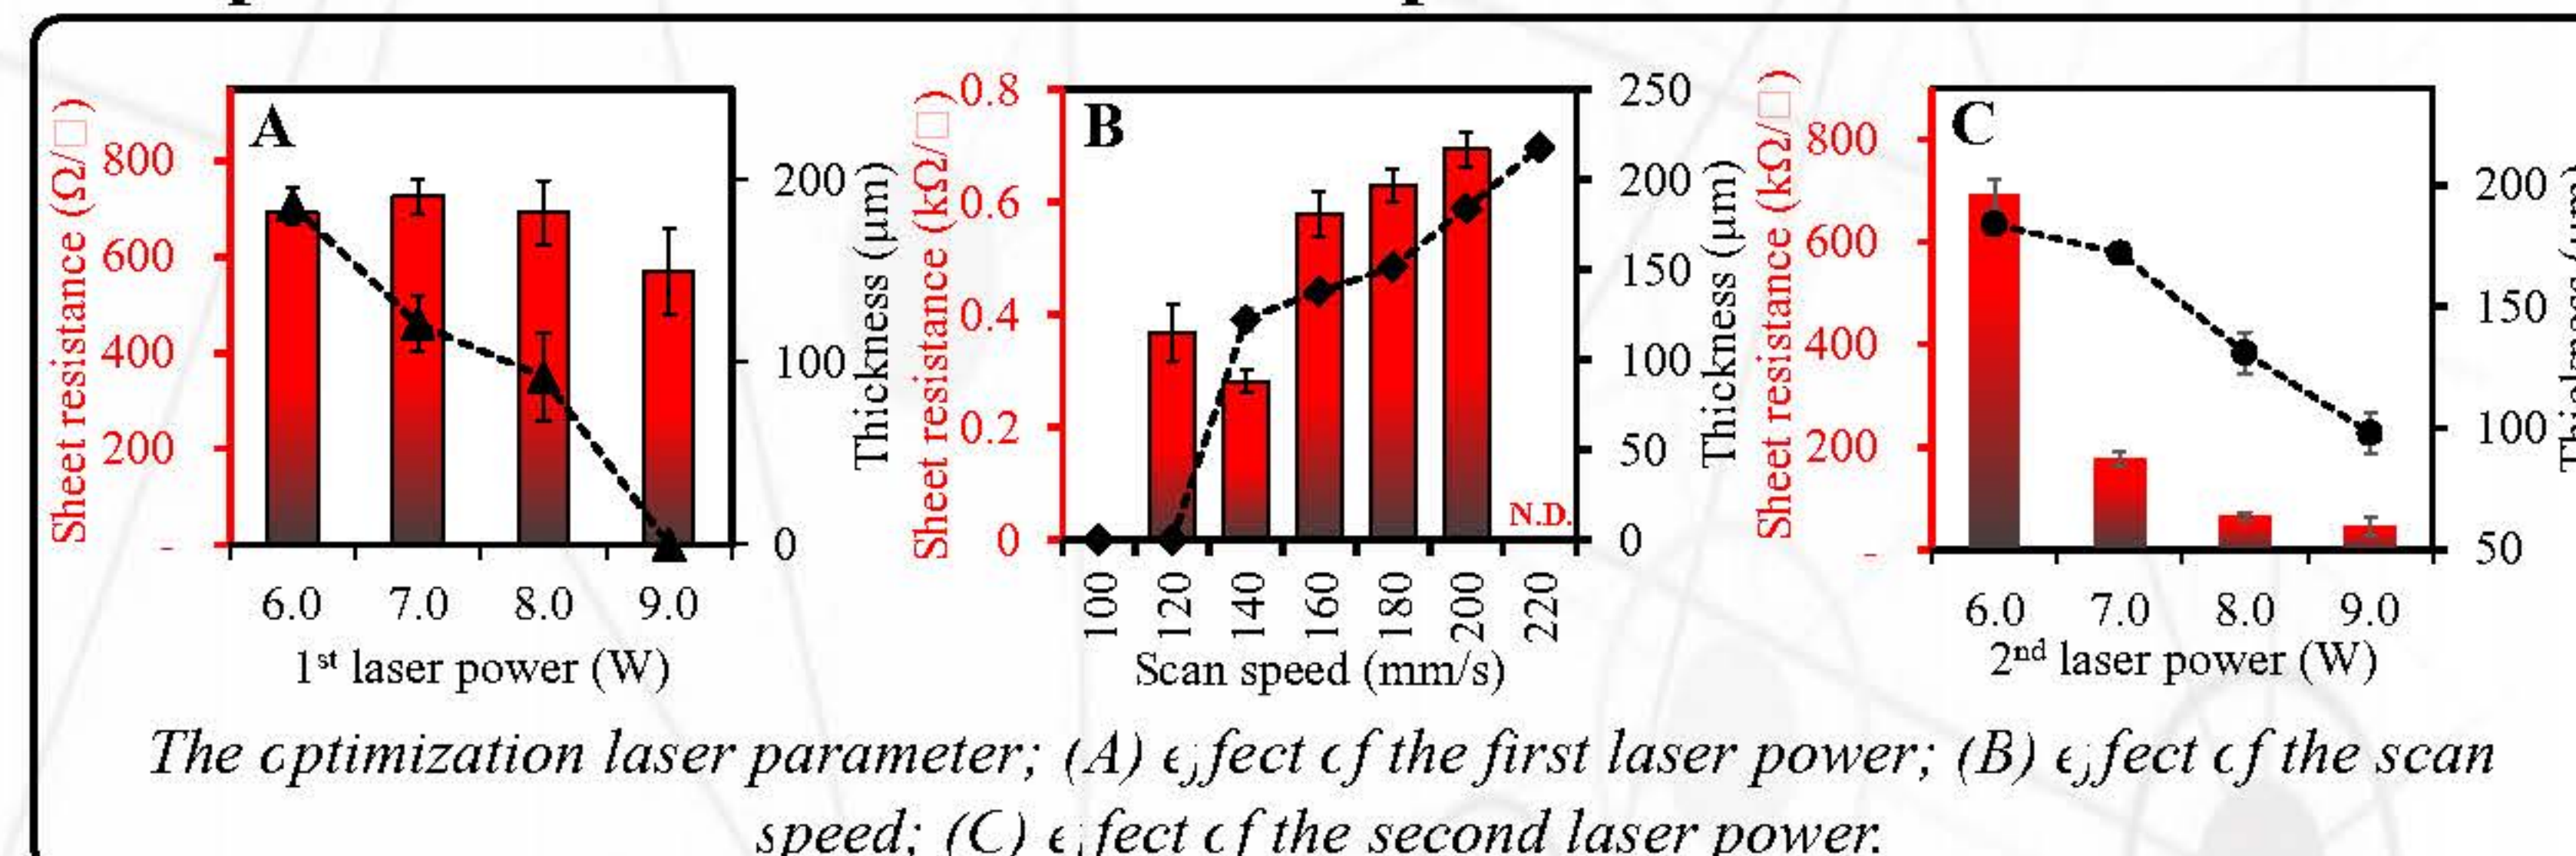 A
Sheet resistance (Ω/□)
800
600
400
200
-
200
100
0
Thickness (μm)
6.0 7.0 8.0 9.0
1st laser power (W)
B
Sheet resistance (kΩ/□)
0.8
0.6
0.4
0.2
0
250
200
150
100
50
0
Thickness (μm)
N.D.
100 120 140 160 180 200 220
Scan speed (mm/s)
C
Sheet resistance (kΩ/□)
800
600
400
200
-
200
150
100
50
6.0 7.0 8.0 9.0
2nd laser power (W)
The optimization laser parameter; (A) effect of the first laser power; (B) effect of the scan
speed; (C) effect of the second laser power.